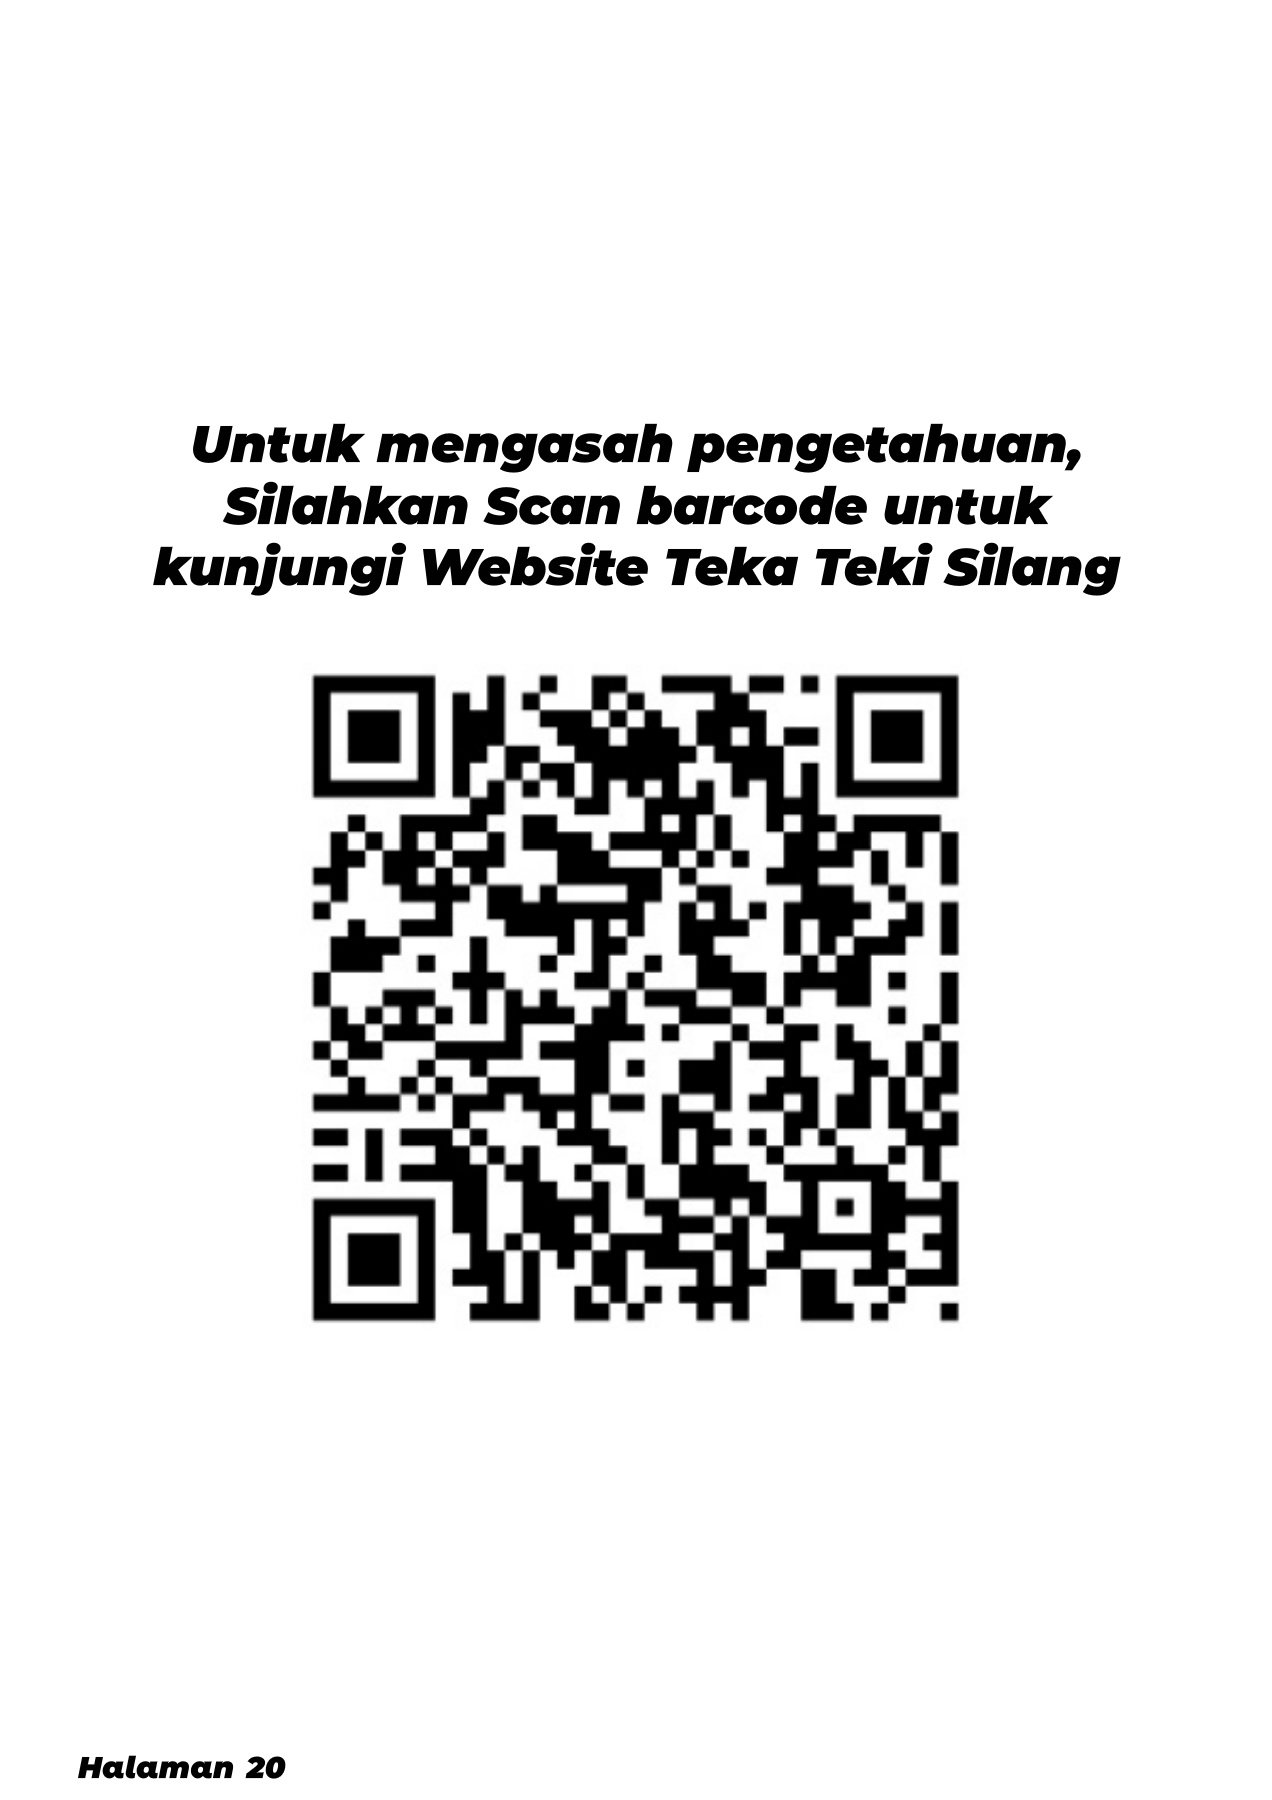 Untuk mengasah pengetahuan,
Silahkan Scan barcode untuk
kunjungi Website Teka Teki Silang
Halaman 20